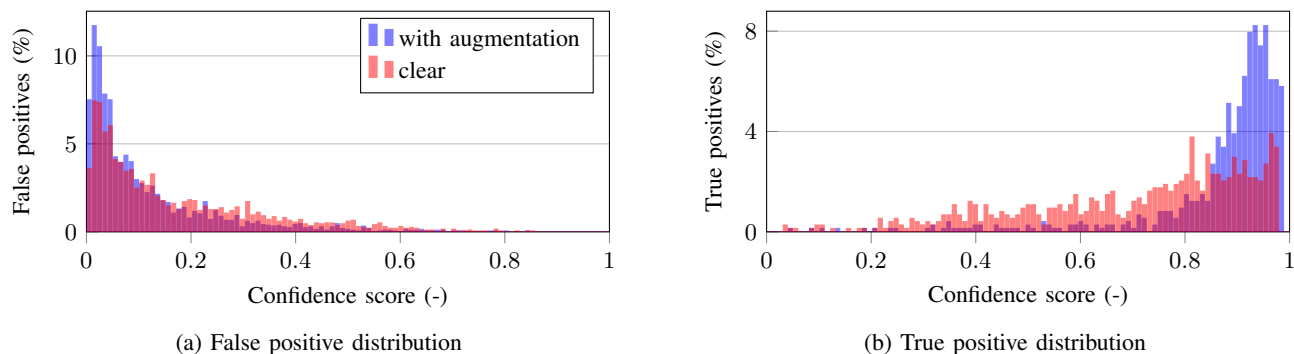 False positives (%)
10
5
0
with augmentation
clear
0 0.2 0.4 0.6 0.8 1
Confidence score (-)
(a) False positive distribution
True positives (%)
8
4
0
0 0.2 0.4 0.6 0.8 1
Confidence score (-)
(b) True positive distribution